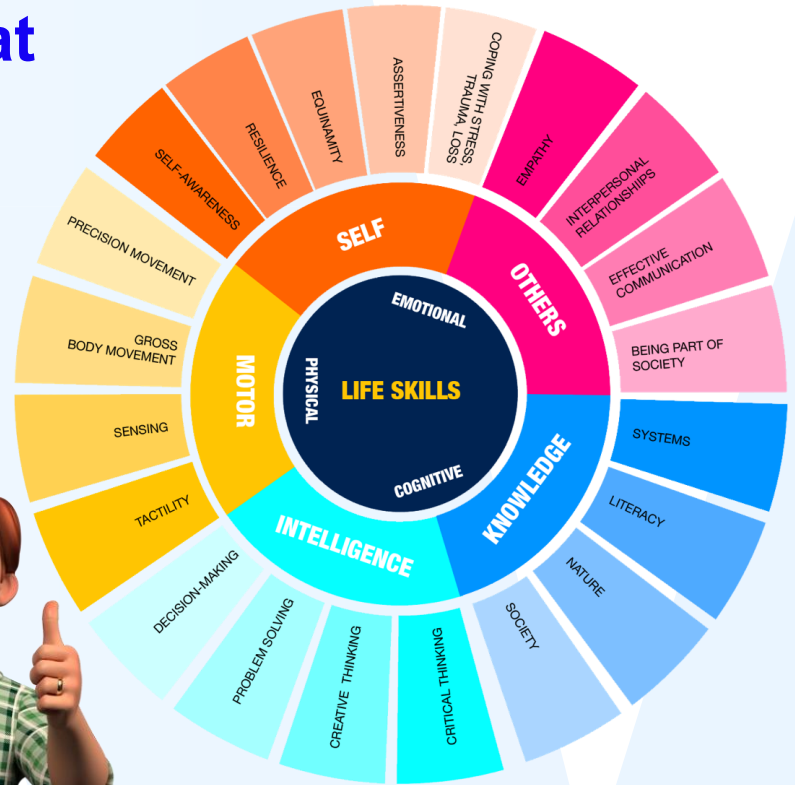 at
LIFE SKILLS
EMOTIONAL
PHYSICAL
COGNITIVE
SELF
OTHERS
KNOWLEDGE
INTELLIGENCE
MOTOR
SELF-AWARENESS
RESILIENCE
EQUINAMITY
ASSERTIVENESS
COPING WITH STRESS,
TRAUMA, LOSS
EMPATHY
INTERPERSONAL
RELATIONSHIIPS
EFFECTIVE
COMMUNICATION
BEING PART OF
SOCIETY
SYSTEMS
LITERACY
NATURE
SOCIETY
CRITICAL THINKING
CREATIVE THINKING
PROBLEM SOLVING
DECISION-MAKING
TACTILITY
SENSING
GROSS
BODY MOVEMENT
PRECISION MOVEMENT